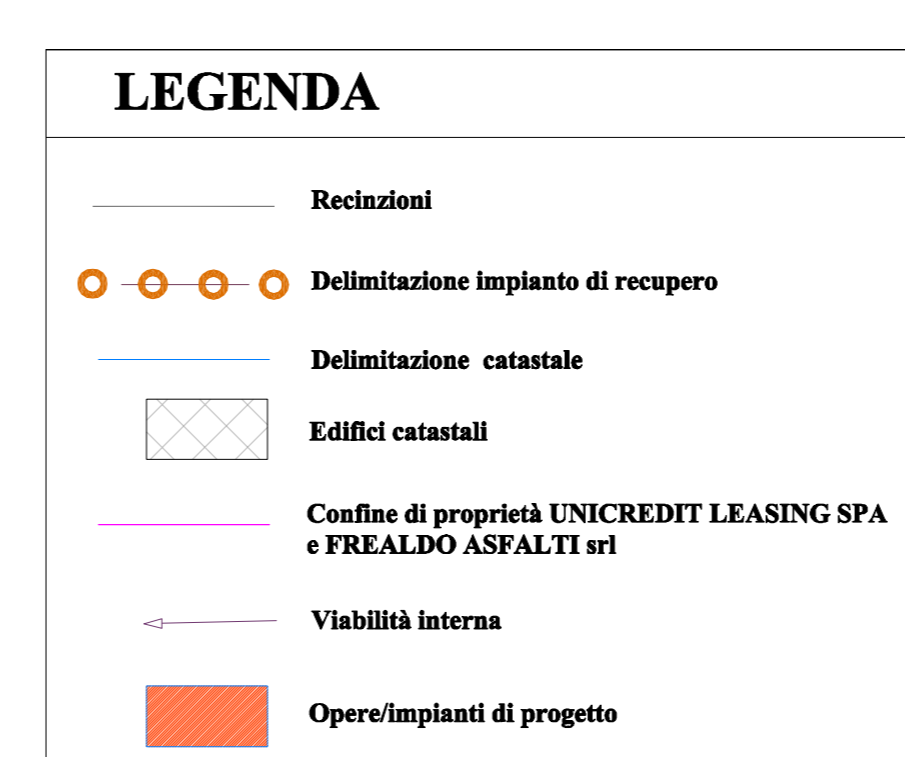 LEGENDA
Recinzioni
Delimitazione impianto di recupero
Delimitazione catastale
Edifici catastali
Confine di proprietà UNICREDIT LEASING SPA
e FREALDO ASFALTI srl
Viabilità interna
Opere/impianti di progetto